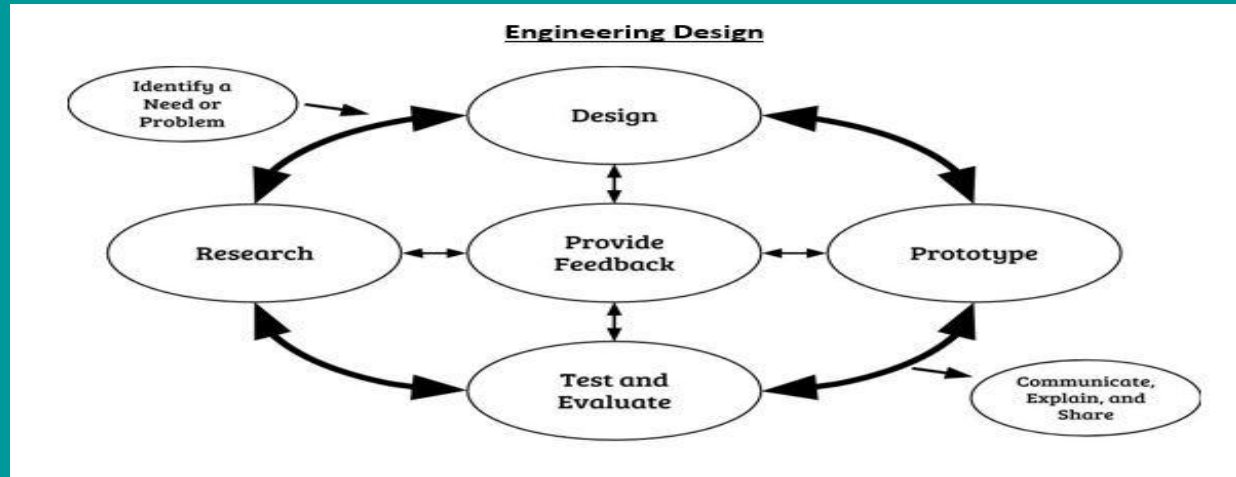 Engineering Design
Identify a
Need or
Problem
Design
Research
Provide
Feedback
Prototype
Test and
Evaluate
Communicate,
Explain, and
Share